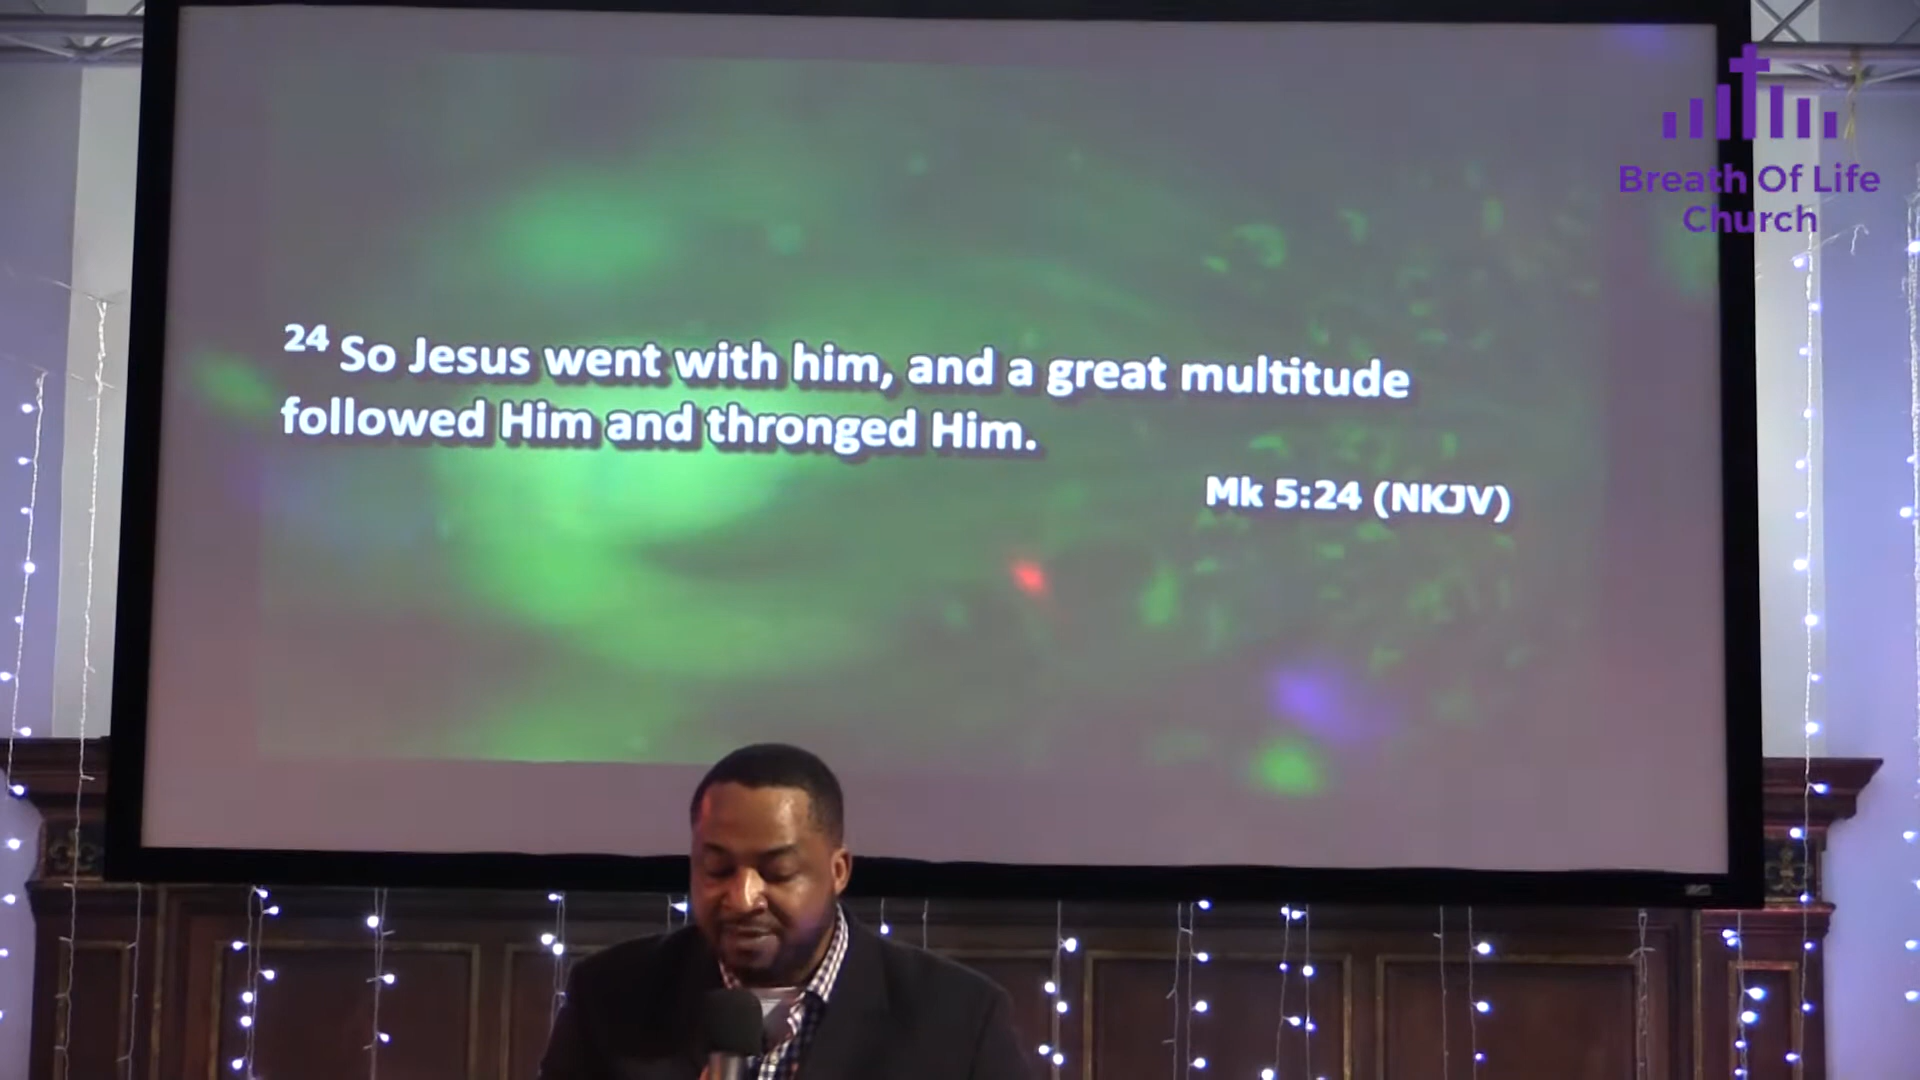 Breath Of Life
Church
24 So Jesus went with him, and a great multitude
followed Him and thronged Him.
Mk 5:24 (NKJV)